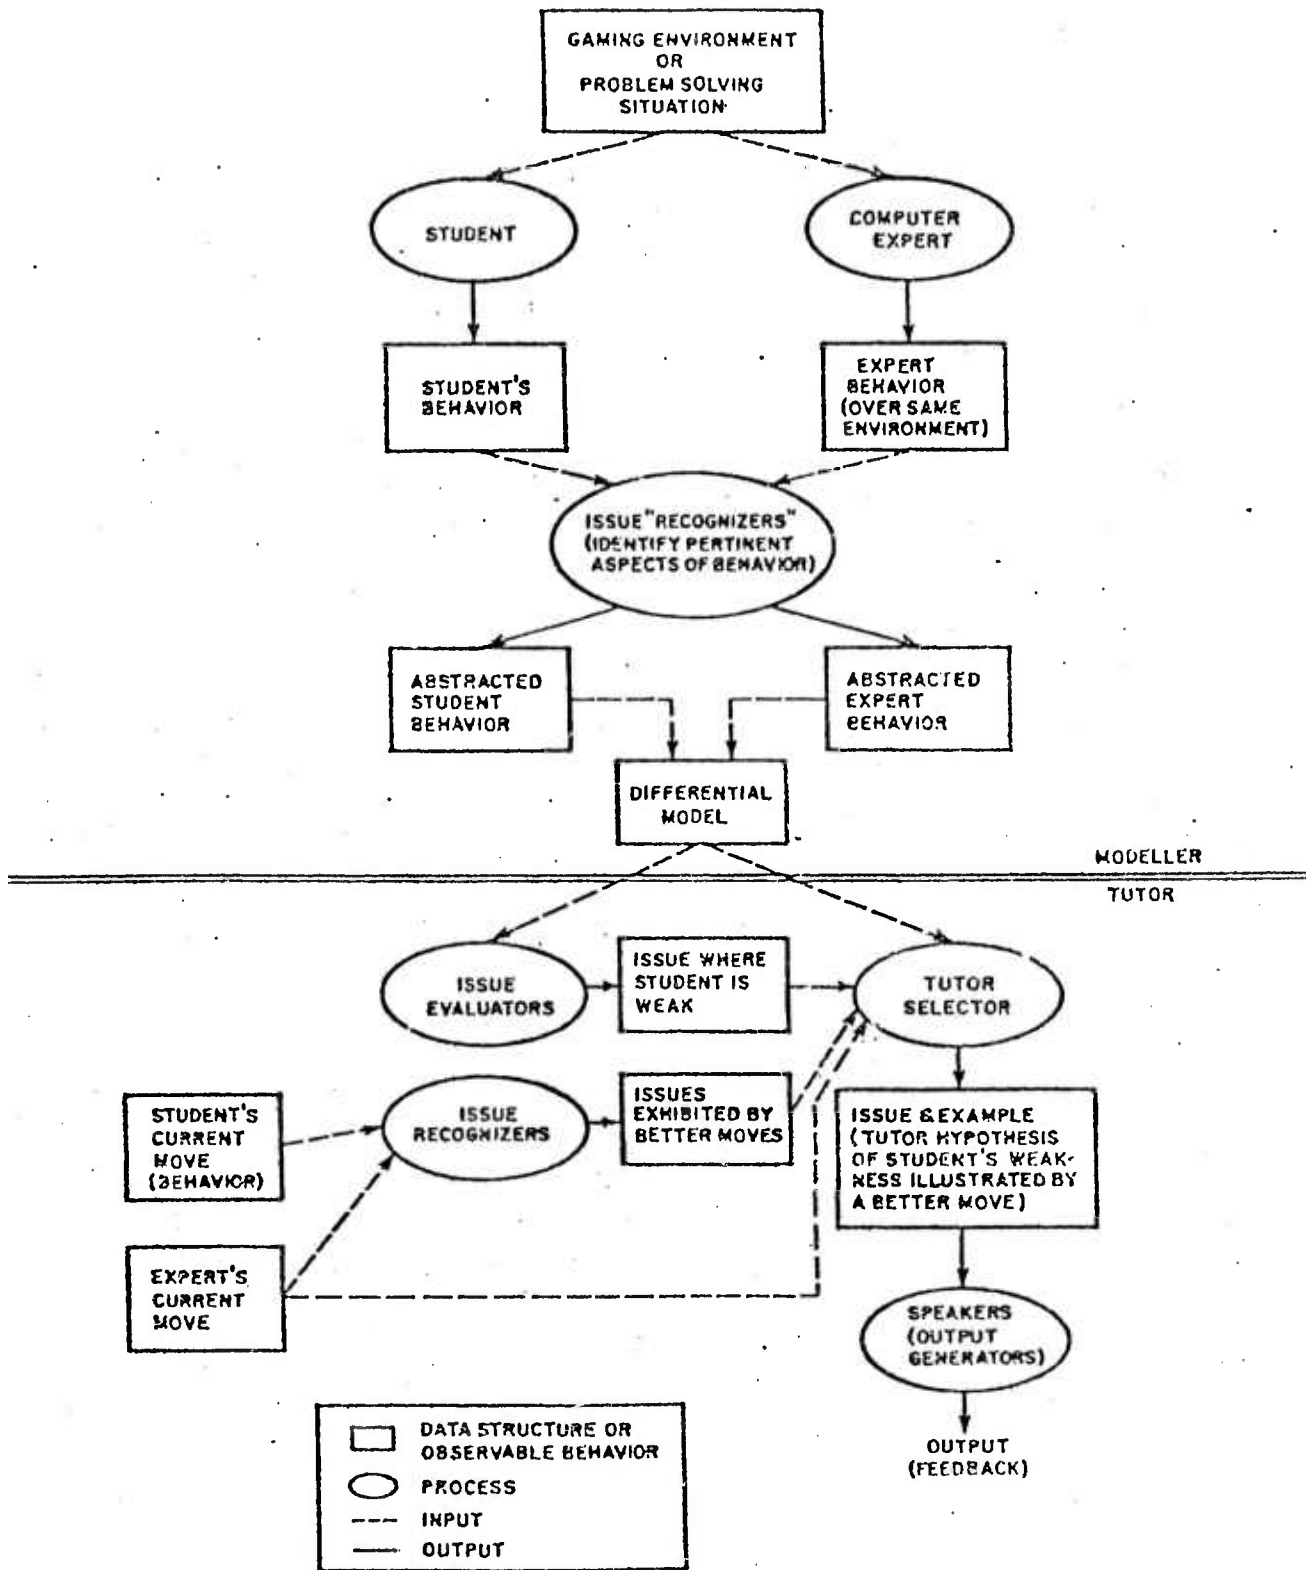 GAMING ENVIRONMENT
OR
PROBLEM SOLVING
SITUATION
STUDENT
COMPUTER
EXPERT
STUDENT'S
BEHAVIOR
EXPERT
BEHAVIOR
(OVER SAME
ENVIRONMENT)
ISSUE "RECOGNIZERS"
(IDENTIFY PERTINENT
ASPECTS OF BEHAVIOR)
ABSTRACTED
STUDENT
BEHAVIOR
ABSTRACTED
EXPERT
BEHAVIOR
DIFFERENTIAL
MODEL
MODELLER
TUTOR
ISSUE
EVALUATORS
ISSUE WHERE
STUDENT IS
WEAK
TUTOR
SELECTOR
STUDENT'S
CURRENT
MOVE
(BEHAVIOR)
ISSUE
RECOGNIZERS
ISSUES
EXHIBITED BY
BETTER MOVES
ISSUE & EXAMPLE
(TUTOR HYPOTHESIS
OF STUDENT'S WEAK-
NESS ILLUSTRATED BY
A BETTER MOVE)
EXPERT'S
CURRENT
MOVE
SPEAKERS
(OUTPUT
GENERATORS)
OUTPUT
(FEEDBACK)
DATA STRUCTURE OR
OBSERVABLE BEHAVIOR
PROCESS
INPUT
OUTPUT